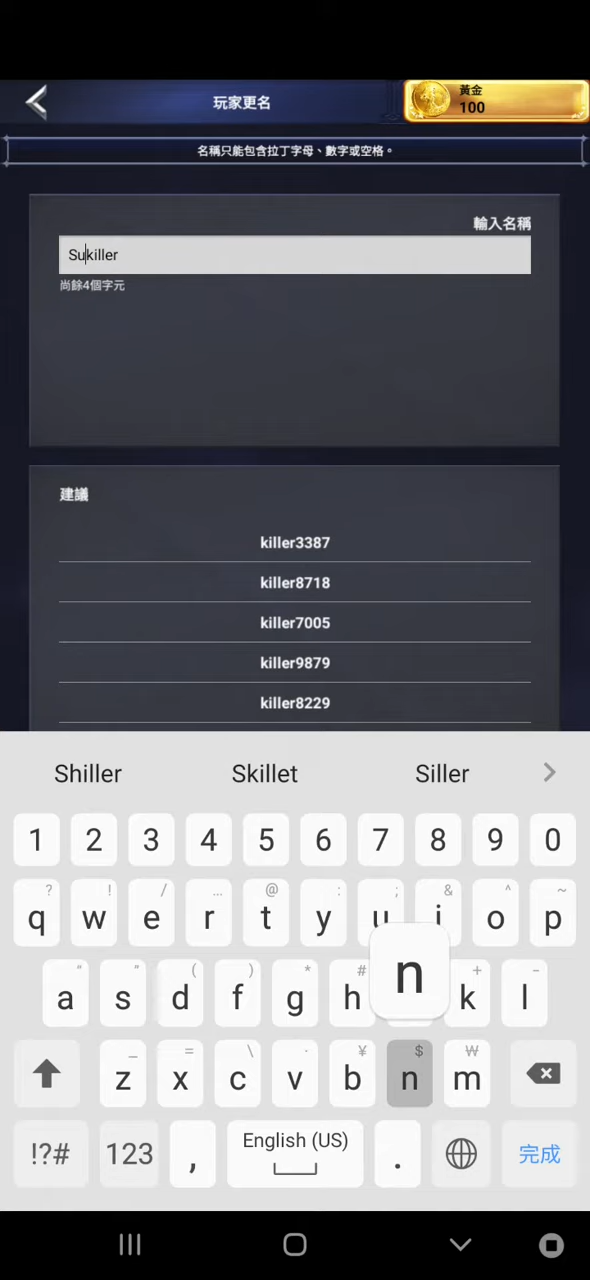 玩家更名
黃金
100
名稱只能包含拉丁字母、數字或空格。
輸入名稱
Sukiller
尚餘4個字元
建議
killer3387
killer8718
killer7005
killer9879
killer8229
Shiller Skillet Siller
1 2 3 4 5 6 7 8 9 0
? ! / … @ : ; & ^ ~
q w e r t y u i o p
" " ( ) * # + -
a s d f g h n k l
_ = \ · ¥ $ ₩
z x c v b n m
!?# 123 , English (US) . 完成